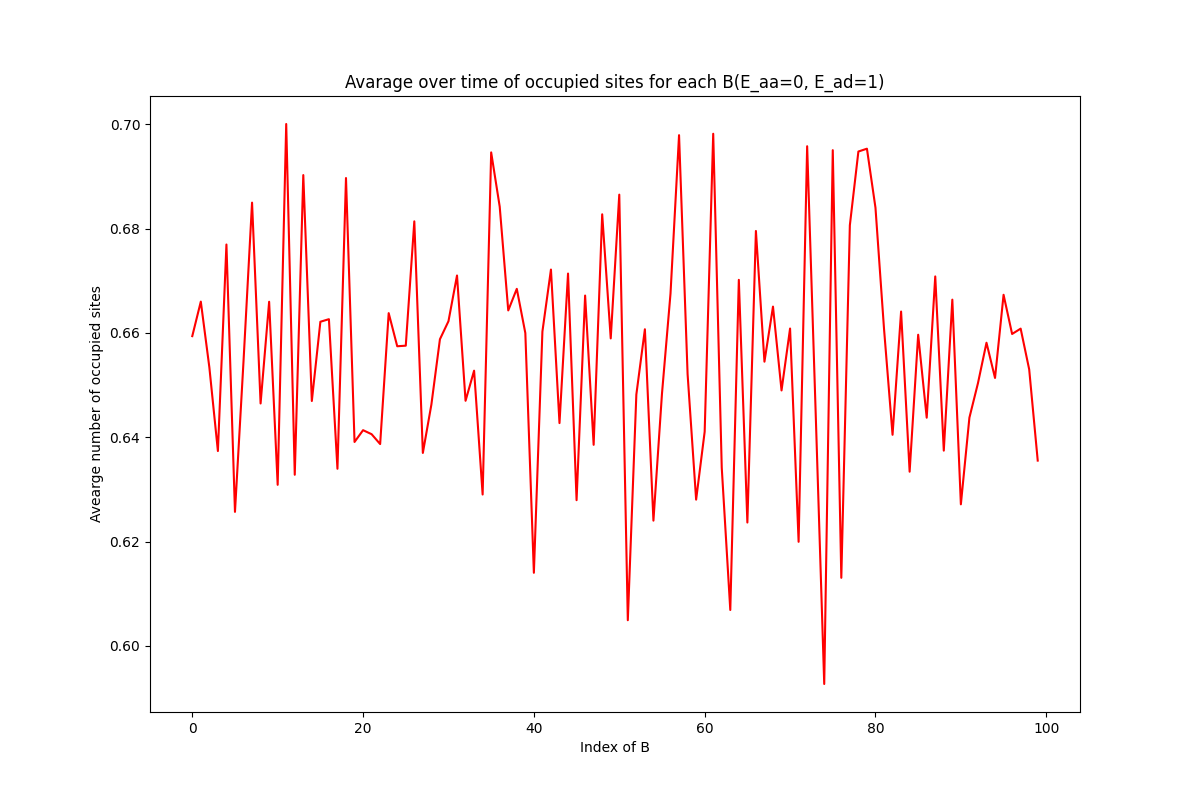 Avarage over time of occupied sites for each B(E_aa=0, E_ad=1)
0.70
0.68
0.66
0.64
0.62
0.60
Avearge number of occupied sites
0 20 40 60 80 100
Index of B